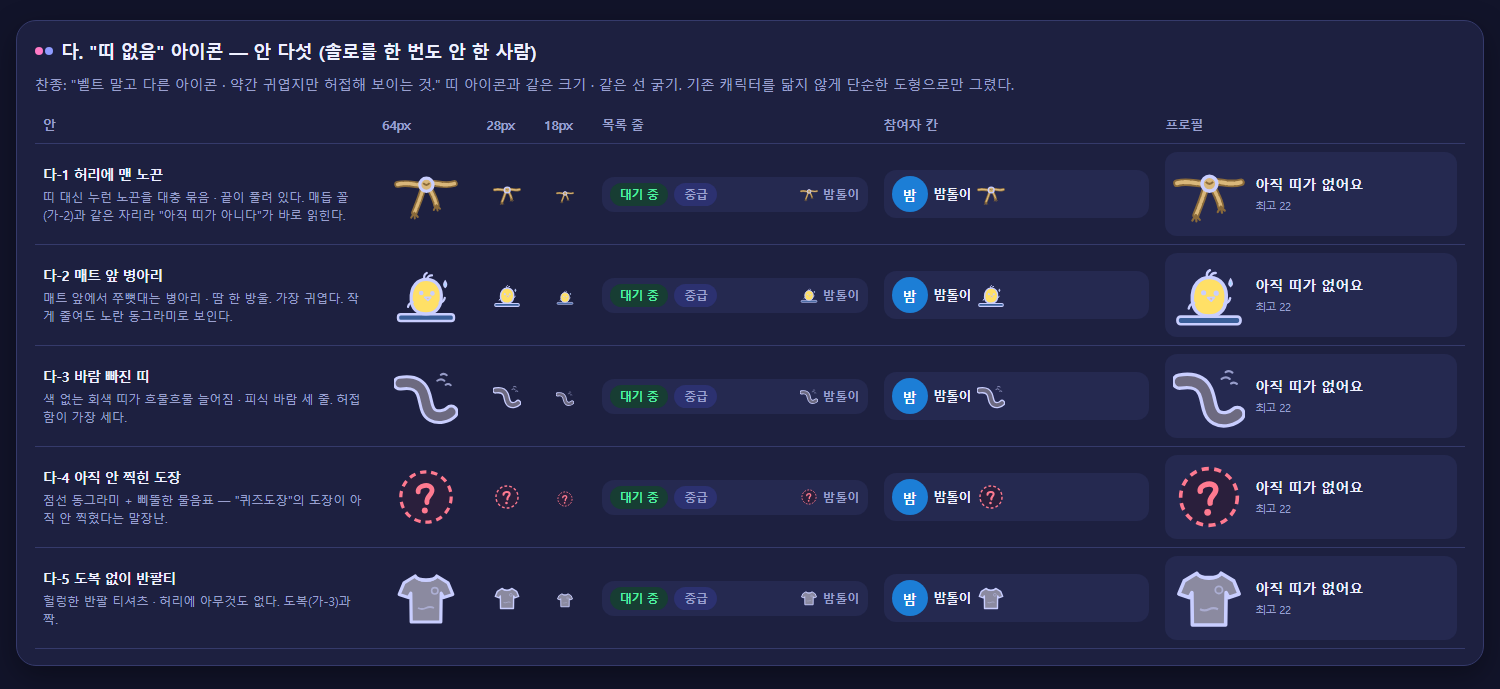 다. "띠 없음" 아이콘 — 안 다섯 (솔로를 한 번도 안 한 사람)
찬종: "벨트 말고 다른 아이콘 · 약간 귀엽지만 허접해 보이는 것." 띠 아이콘과 같은 크기 · 같은 선 굵기. 기존 캐릭터를 닮지 않게 단순한 도형으로만 그렸다.
안 64px 28px 18px 목록 줄 참여자 칸 프로필
다-1 허리에 맨 노끈
띠 대신 누런 노끈을 대충 묶음 · 끝이 풀려 있다. 매듭 꼴
(가-2)과 같은 자리라 "아직 띠가 아니다"가 바로 읽힌다.
대기 중 중급 밤톨이
밤 밤톨이
아직 띠가 없어요
최고 22
다-2 매트 앞 병아리
매트 앞에서 쭈뼛대는 병아리 · 땀 한 방울. 가장 귀엽다. 작
게 줄여도 노란 동그라미로 보인다.
대기 중 중급 밤톨이
밤 밤톨이
아직 띠가 없어요
최고 22
다-3 바람 빠진 띠
색 없는 회색 띠가 흐물흐물 늘어짐 · 피식 바람 세 줄. 허접
함이 가장 세다.
대기 중 중급 밤톨이
밤 밤톨이
아직 띠가 없어요
최고 22
다-4 아직 안 찍힌 도장
점선 동그라미 + 삐뚤한 물음표 — "퀴즈도장"의 도장이 아
직 안 찍혔다는 말장난.
? ? ?
대기 중 중급 ? 밤톨이
밤 밤톨이 ?
? 아직 띠가 없어요
최고 22
다-5 도복 없이 반팔티
헐렁한 반팔 티셔츠 · 허리에 아무것도 없다. 도복(가-3)과
짝.
대기 중 중급 밤톨이
밤 밤톨이
아직 띠가 없어요
최고 22